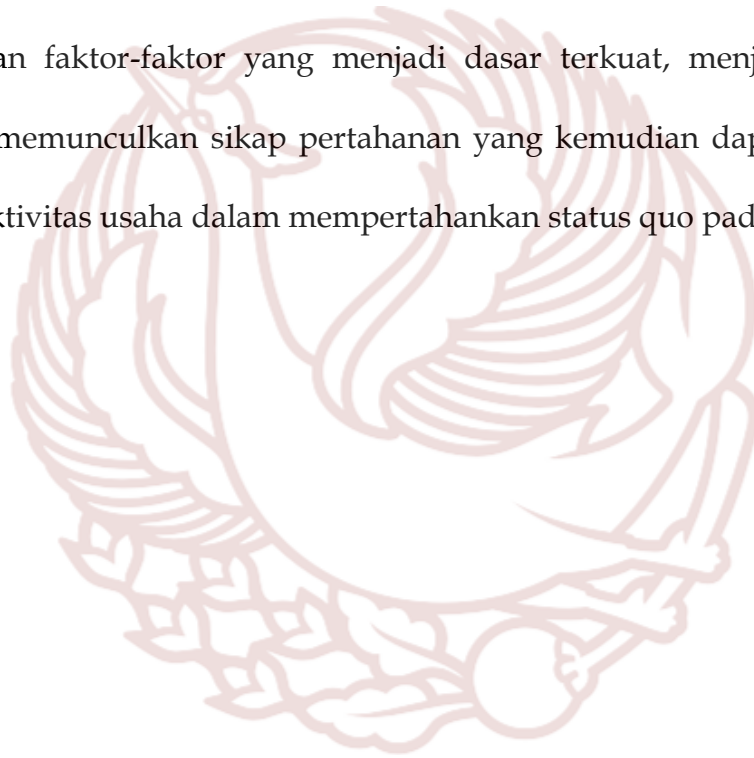 an faktor-faktor yang menjadi dasar terkuat, menj
memunculkan sikap pertahanan yang kemudian dap
ktivitas usaha dalam mempertahankan status quo pad